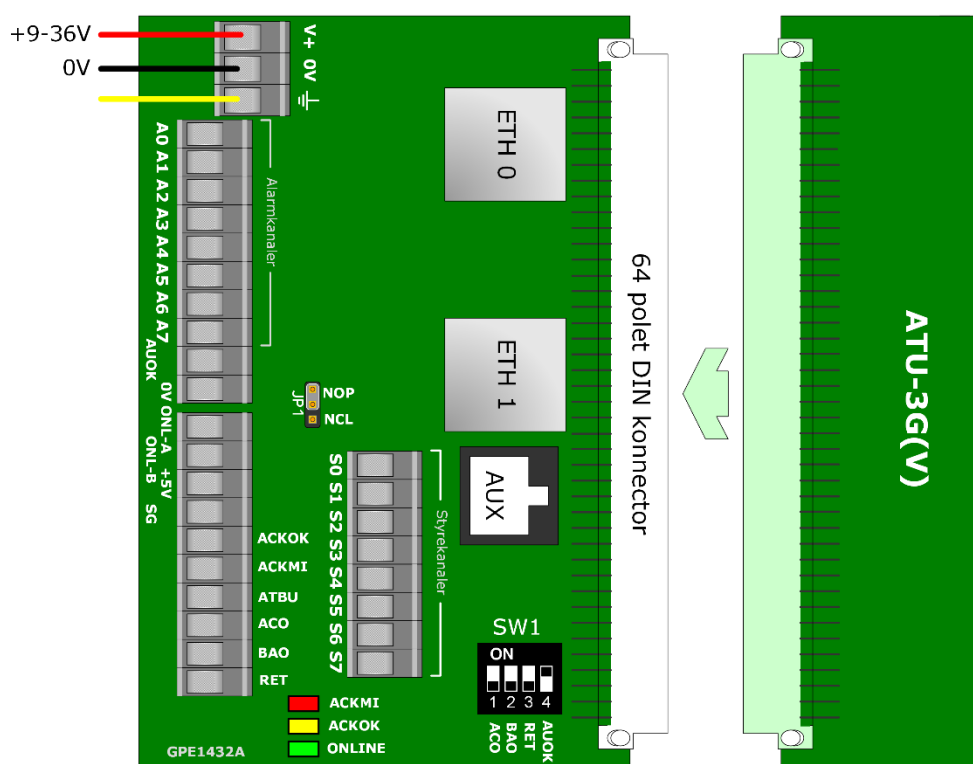 +9-36V
0V
V+
0V
A0
A1
A2
A3
A4
A5
A6
A7
AUOK
0V
Alarmkanaler
ONL-A
ONL-B
+5V
SG
ACKOK
ACKMI
ATBU
ACO
BAO
RET
ETH 0
ETH 1
AUX
JP1
NOP
NCL
S0
S1
S2
S3
S4
S5
S6
S7
Styrekanaler
SW1
ON
1 2 3 4
ACO
BAO
RET
AUOK
ACKMI
ACKOK
ONLINE
GPE1432A
64 polet DIN konnector
ATU-3G(V)